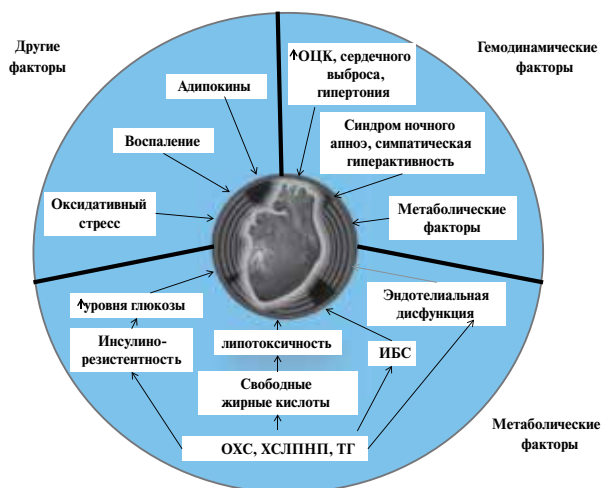 Другие
факторы
Гемодинамические
факторы
↑ОЦК, сердечного
выброса,
гипертония
Адипокины
Синдром ночного
апноэ, симпатическая
гиперактивность
Воспаление
Оксидативный
стресс
Метаболические
факторы
↑уровня глюкозы
Эндотелиальная
дисфункция
Инсулино-
резистентность
липотоксичность
ИБС
Свободные
жирные кислоты
ОХС, ХСЛПНП, ТГ
Метаболические
факторы